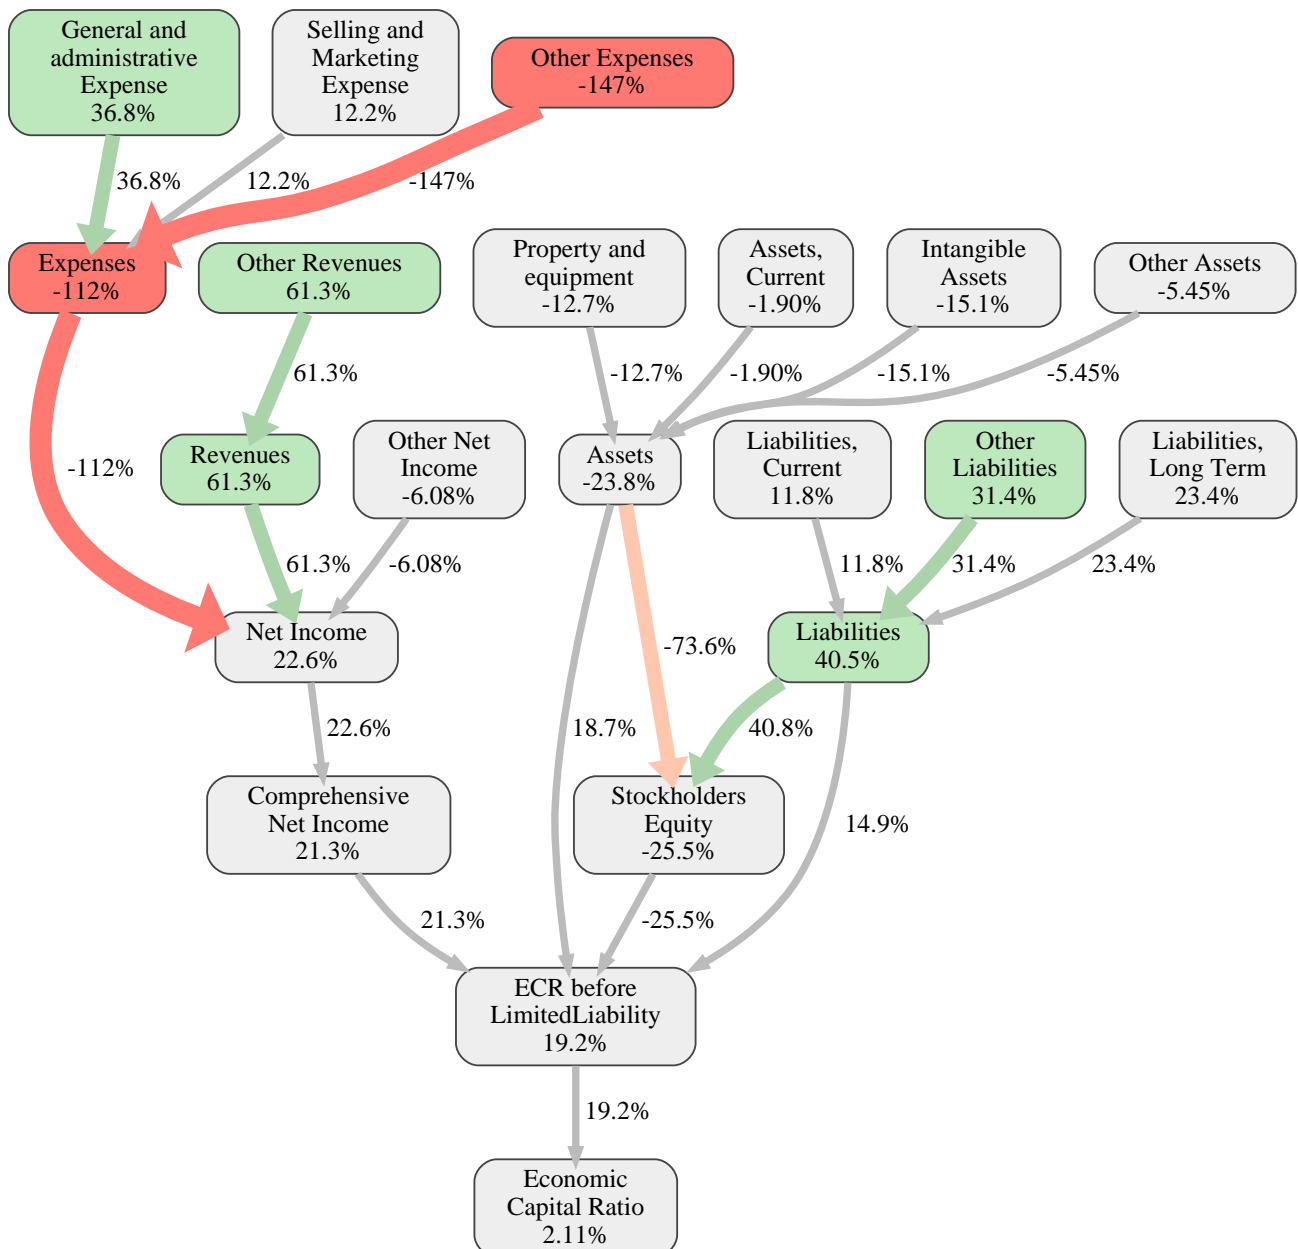 General and
administrative
Expense
36.8%
Selling and
Marketing
Expense
12.2%
Other Expenses
-147%
36.8%
12.2%
-147%
Expenses
-112%
Other Revenues
61.3%
Property and
equipment
-12.7%
Assets,
Current
-1.90%
Intangible
Assets
-15.1%
Other Assets
-5.45%
61.3%
-12.7%
-1.90%
-15.1%
-5.45%
-112%
Revenues
61.3%
Other Net
Income
-6.08%
Assets
-23.8%
Liabilities,
Current
11.8%
Other
Liabilities
31.4%
Liabilities,
Long Term
23.4%
61.3%
-6.08%
11.8%
31.4%
23.4%
Net Income
22.6%
-73.6%
Liabilities
40.5%
22.6%
18.7%
40.8%
Comprehensive
Net Income
21.3%
Stockholders
Equity
-25.5%
14.9%
21.3%
-25.5%
ECR before
LimitedLiability
19.2%
19.2%
Economic
Capital Ratio
2.11%